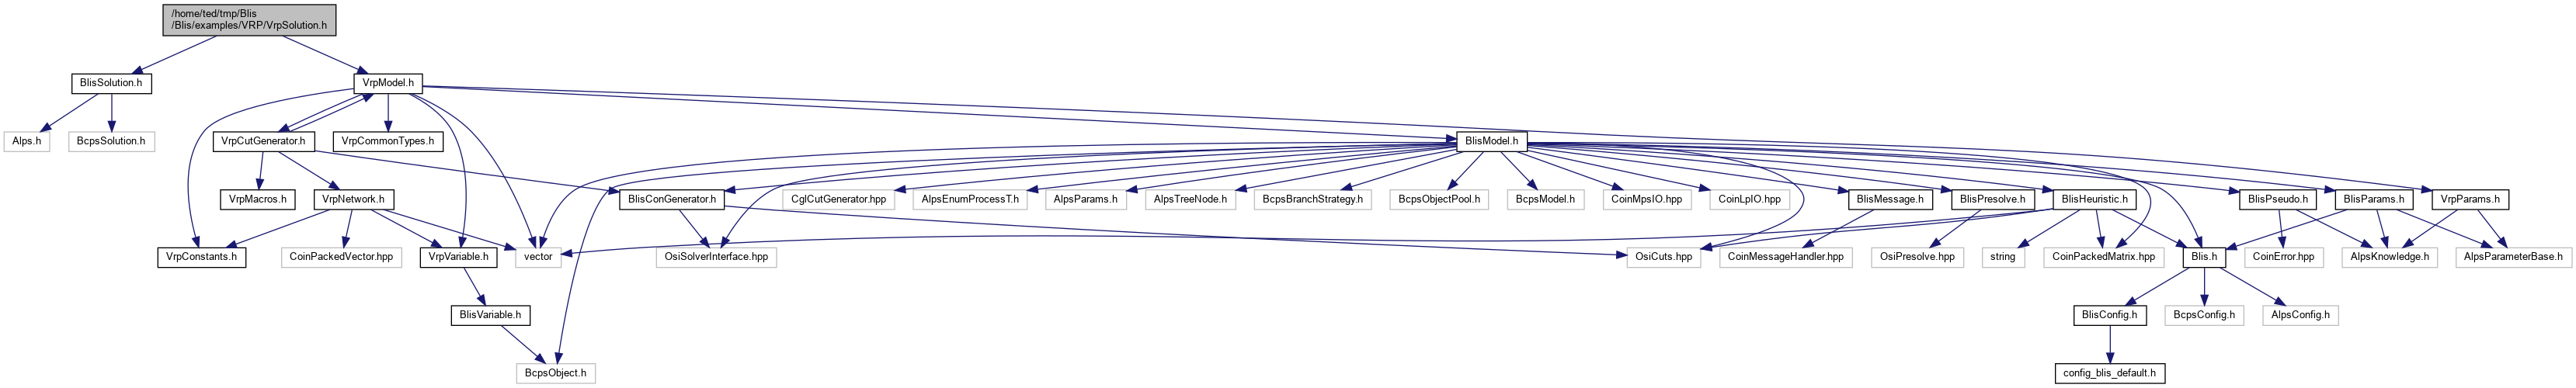 /home/ted/tmp/Blis
/Blis/examples/VRP/VrpSolution.h
BlisSolution.h
VrpModel.h
Alps.h
BcpsSolution.h
VrpCutGenerator.h
VrpCommonTypes.h
BlisModel.h
VrpMacros.h
VrpNetwork.h
BlisConGenerator.h
CglCutGenerator.hpp
AlpsEnumProcessT.h
AlpsParams.h
AlpsTreeNode.h
BcpsBranchStrategy.h
BcpsObjectPool.h
BcpsModel.h
CoinMpsIO.hpp
CoinLpIO.hpp
BlisMessage.h
BlisPresolve.h
BlisHeuristic.h
BlisPseudo.h
BlisParams.h
VrpParams.h
VrpConstants.h
CoinPackedVector.hpp
VrpVariable.h
vector
OsiSolverInterface.hpp
OsiCuts.hpp
CoinMessageHandler.hpp
OsiPresolve.hpp
string
CoinPackedMatrix.hpp
Blis.h
CoinError.hpp
AlpsKnowledge.h
AlpsParameterBase.h
BlisVariable.h
BlisConfig.h
BcpsConfig.h
AlpsConfig.h
BcpsObject.h
config_blis_default.h